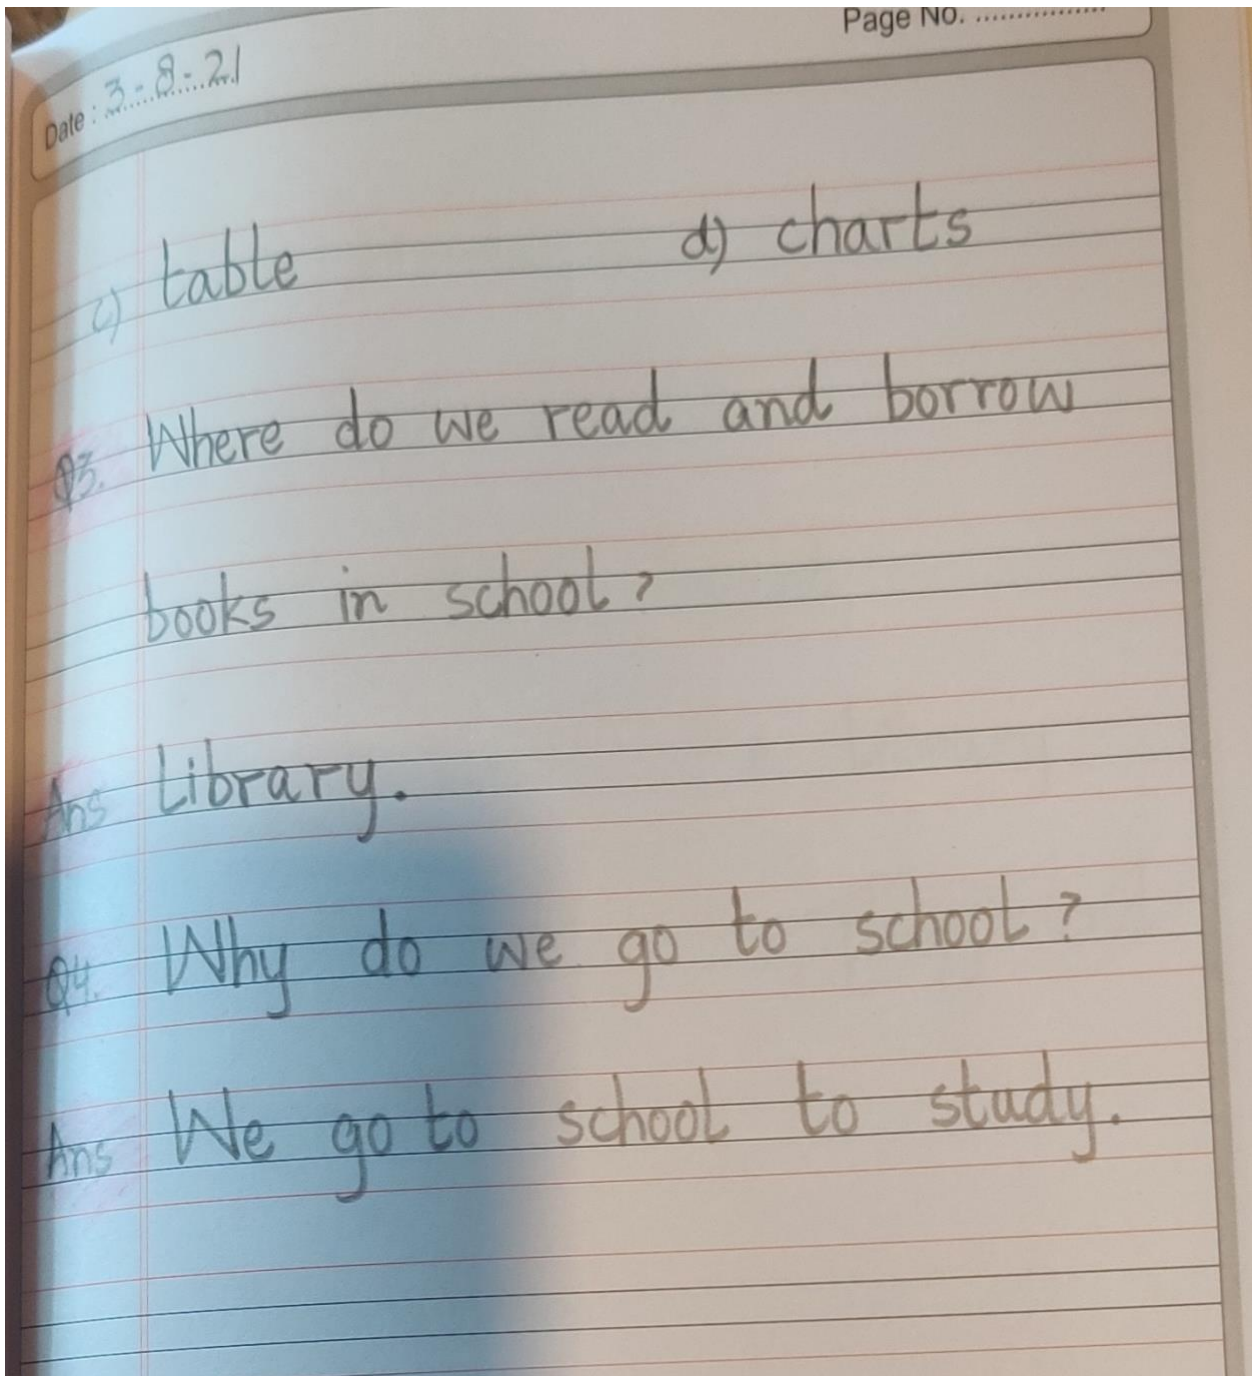 Page No. ....................
Date : 3-8-21
c) table d) charts
Q3. Where do we read and borrow
books in school?
Ans Library.
Q4. Why do we go to school?
Ans We go to school to study.